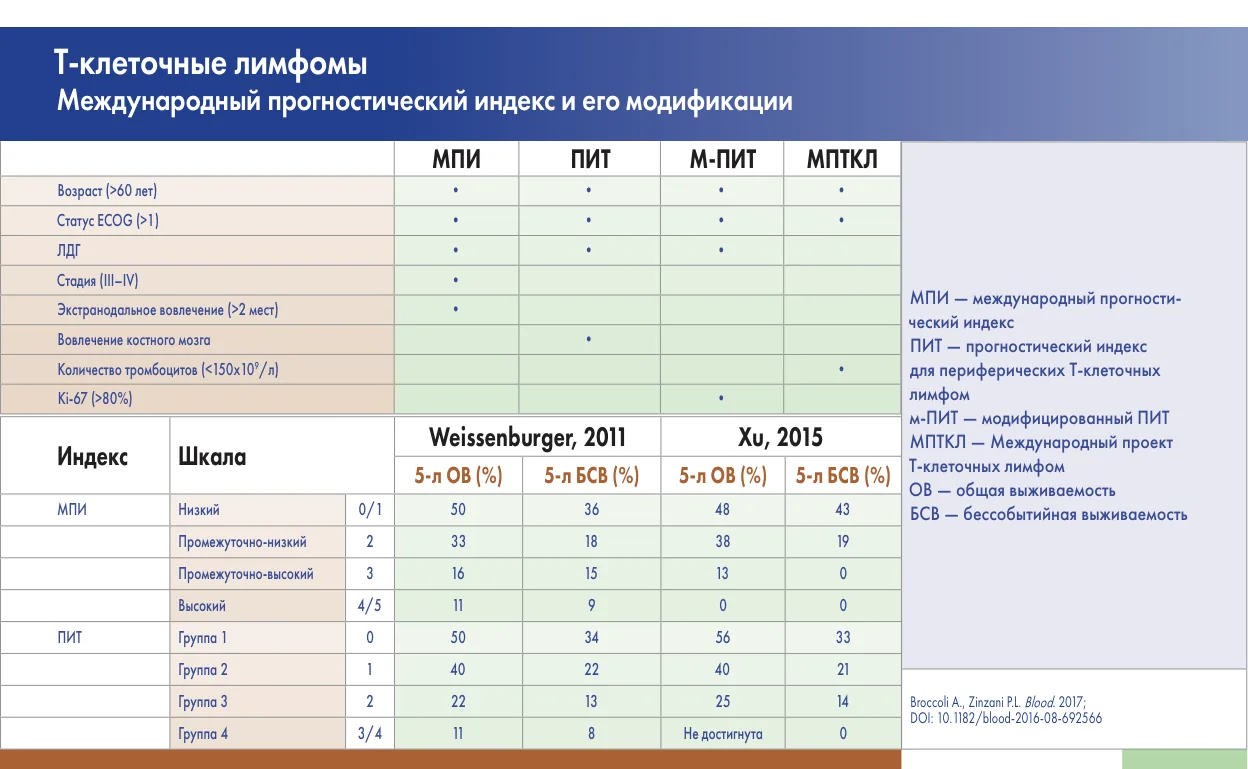 Т-клеточные лимфомы
Международный прогностический индекс и его модификации
МПИ ПИТ М-ПИТ МПТКЛ
Возраст (>60 лет) • • • •
Статус ECOG (>1) • • • •
ЛДГ • • •
Стадия (III–IV) •
Экстранодальное вовлечение (>2 мест) •
Вовлечение костного мозга •
Количество тромбоцитов (<150x10⁹/л) •
Ki-67 (>80%) •
Индекс Шкала Weissenburger, 2011 Xu, 2015
5-л ОВ (%) 5-л БСВ (%) 5-л ОВ (%) 5-л БСВ (%)
МПИ Низкий 0/1 50 36 48 43
Промежуточно-низкий 2 33 18 38 19
Промежуточно-высокий 3 16 15 13 0
Высокий 4/5 11 9 0 0
ПИТ Группа 1 0 50 34 56 33
Группа 2 1 40 22 40 21
Группа 3 2 22 13 25 14
Группа 4 3/4 11 8 Не достигнута 0
МПИ — международный прогности-
ческий индекс
ПИТ — прогностический индекс
для периферических Т-клеточных
лимфом
м-ПИТ — модифицированный ПИТ
МПТКЛ — Международный проект
Т-клеточных лимфом
ОВ — общая выживаемость
БСВ — бессобытийная выживаемость
Broccoli A., Zinzani P.L. Blood. 2017;
DOI: 10.1182/blood-2016-08-692566